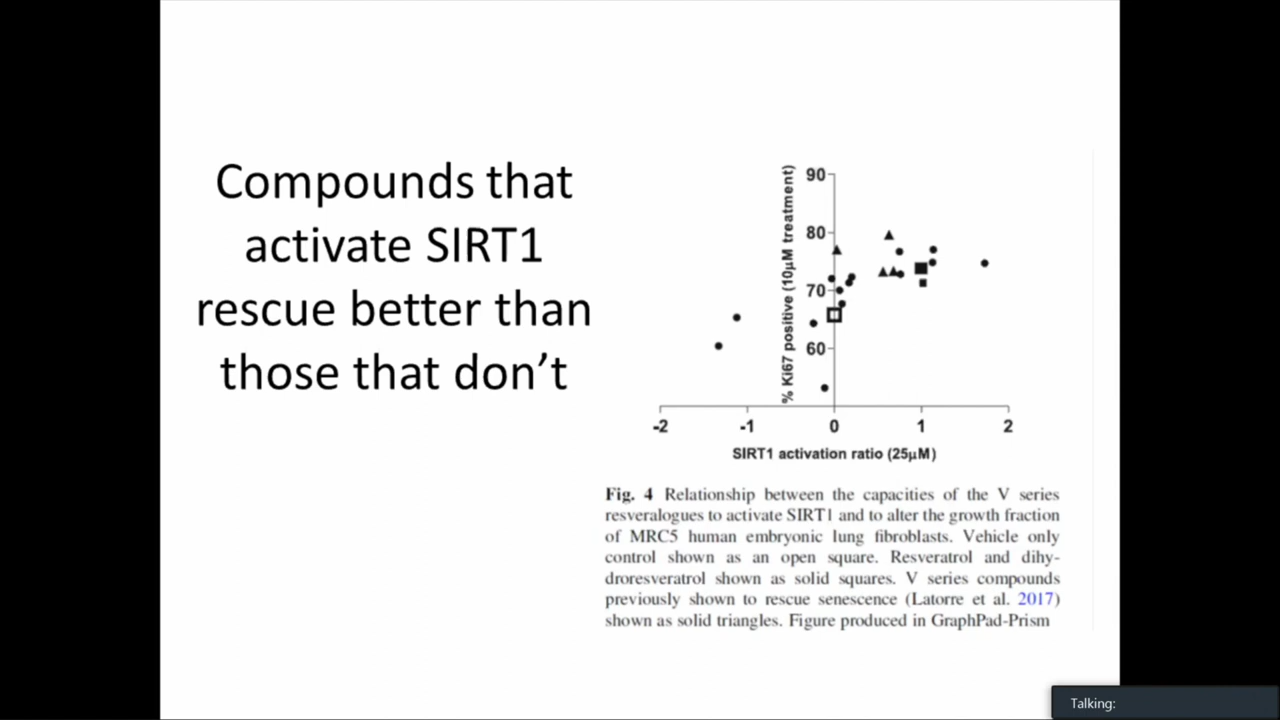 Compounds that
activate SIRT1
rescue better than
those that don’t
% Ki67 positive (10µM treatment)
90
80
70
60
-2
-1
0
1
2
SIRT1 activation ratio (25µM)
Fig. 4 Relationship between the capacities of the V series
resveralogues to activate SIRT1 and to alter the growth fraction
of MRC5 human embryonic lung fibroblasts. Vehicle only
control shown as an open square. Resveratrol and dihy-
droresveratrol shown as solid squares. V series compounds
previously shown to rescue senescence (Latorre et al. 2017)
shown as solid triangles. Figure produced in GraphPad-Prism
Talking: